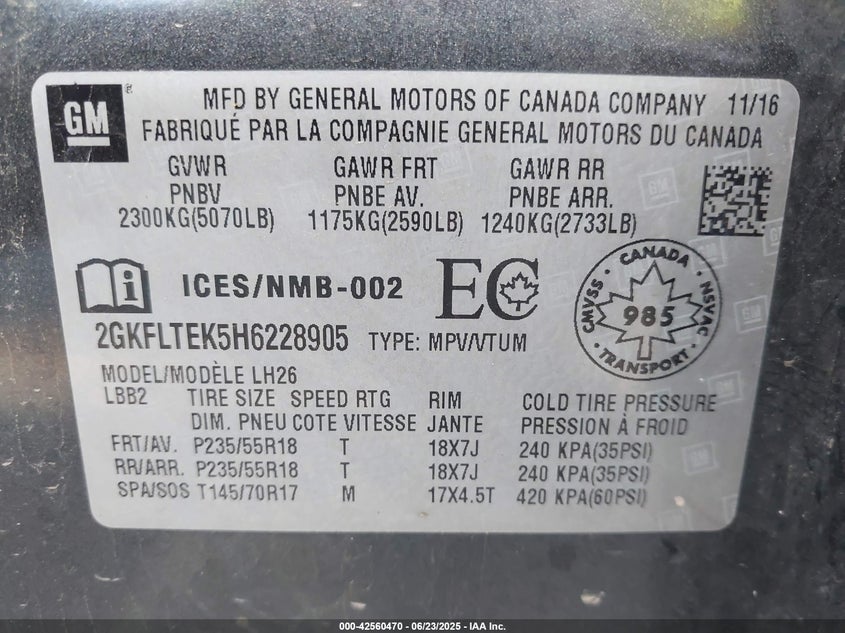 GM
MFD BY GENERAL MOTORS OF CANADA COMPANY 11/16
FABRIQUÉ PAR LA COMPAGNIE GENERAL MOTORS DU CANADA
GVWR GAWR FRT GAWR RR
PNBV PNBE AV. PNBE ARR.
2300KG(5070LB) 1175KG(2590LB) 1240KG(2733LB)
ICES/NMB-002 EC
CANADA
CMVSS 985 NSVAC
TRANSPORT
2GKFLTEK5H6228905 TYPE: MPV/VTUM
MODEL/MODÈLE LH26
LBB2 TIRE SIZE SPEED RTG RIM COLD TIRE PRESSURE
DIM. PNEU COTE VITESSE JANTE PRESSION À FROID
FRT/AV. P235/55R18 T 18X7J 240 KPA(35PSI)
RR/ARR. P235/55R18 T 18X7J 240 KPA(35PSI)
SPA/SOS T145/70R17 M 17X4.5T 420 KPA(60PSI)
000-42560470 / 06/23/2025 - IAA Inc.